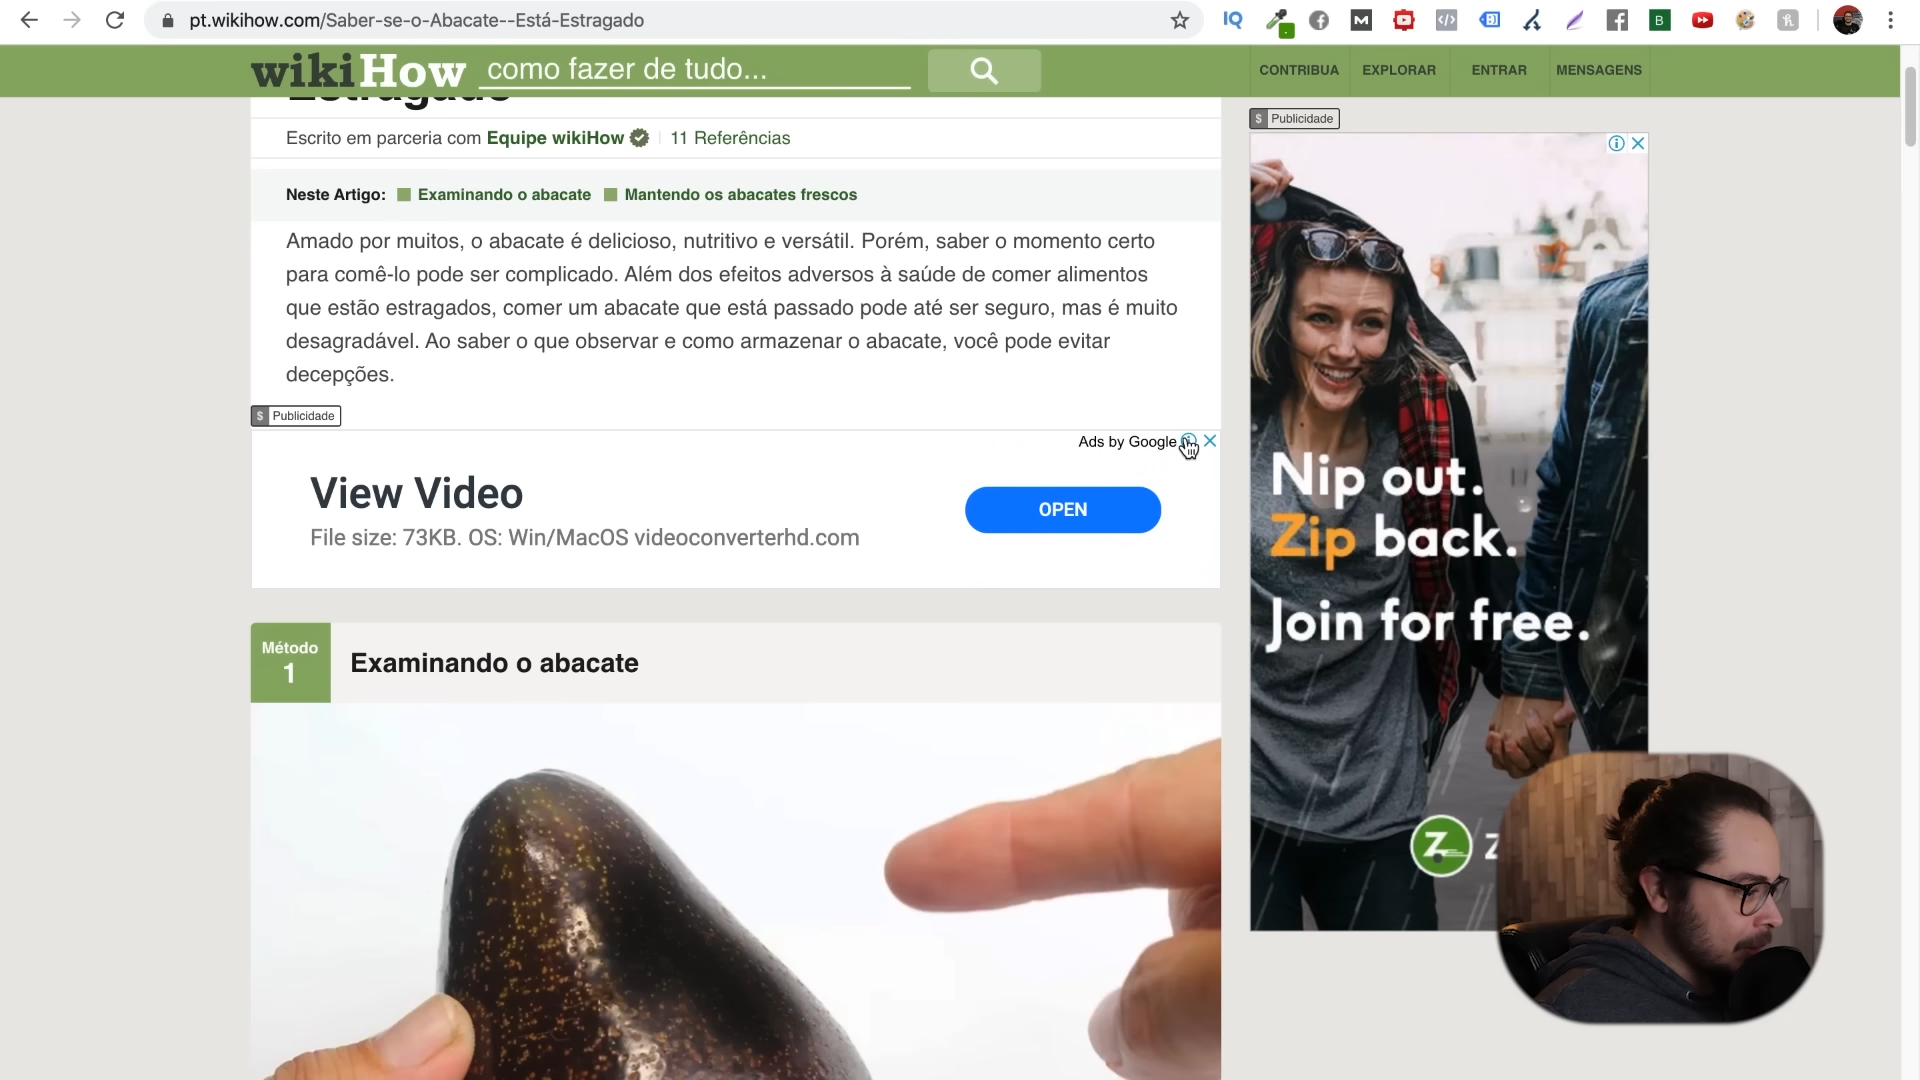 pt.wikihow.com/Saber-se-o-Abacate--Está-Estragado
wikiHow
como fazer de tudo...
CONTRIBUA
EXPLORAR
ENTRAR
MENSAGENS
Estragado
Escrito em parceria com Equipe wikiHow
11 Referências
Neste Artigo: Examinando o abacate Mantendo os abacates frescos
Amado por muitos, o abacate é delicioso, nutritivo e versátil. Porém, saber o momento certo
para comê-lo pode ser complicado. Além dos efeitos adversos à saúde de comer alimentos
que estão estragados, comer um abacate que está passado pode até ser seguro, mas é muito
desagradável. Ao saber o que observar e como armazenar o abacate, você pode evitar
decepções.
$ Publicidade
Ads by Google
View Video
File size: 73KB. OS: Win/MacOS videoconverterhd.com
OPEN
Método
1
Examinando o abacate
$ Publicidade
Nip out.
Zip back.
Join for free.
Z